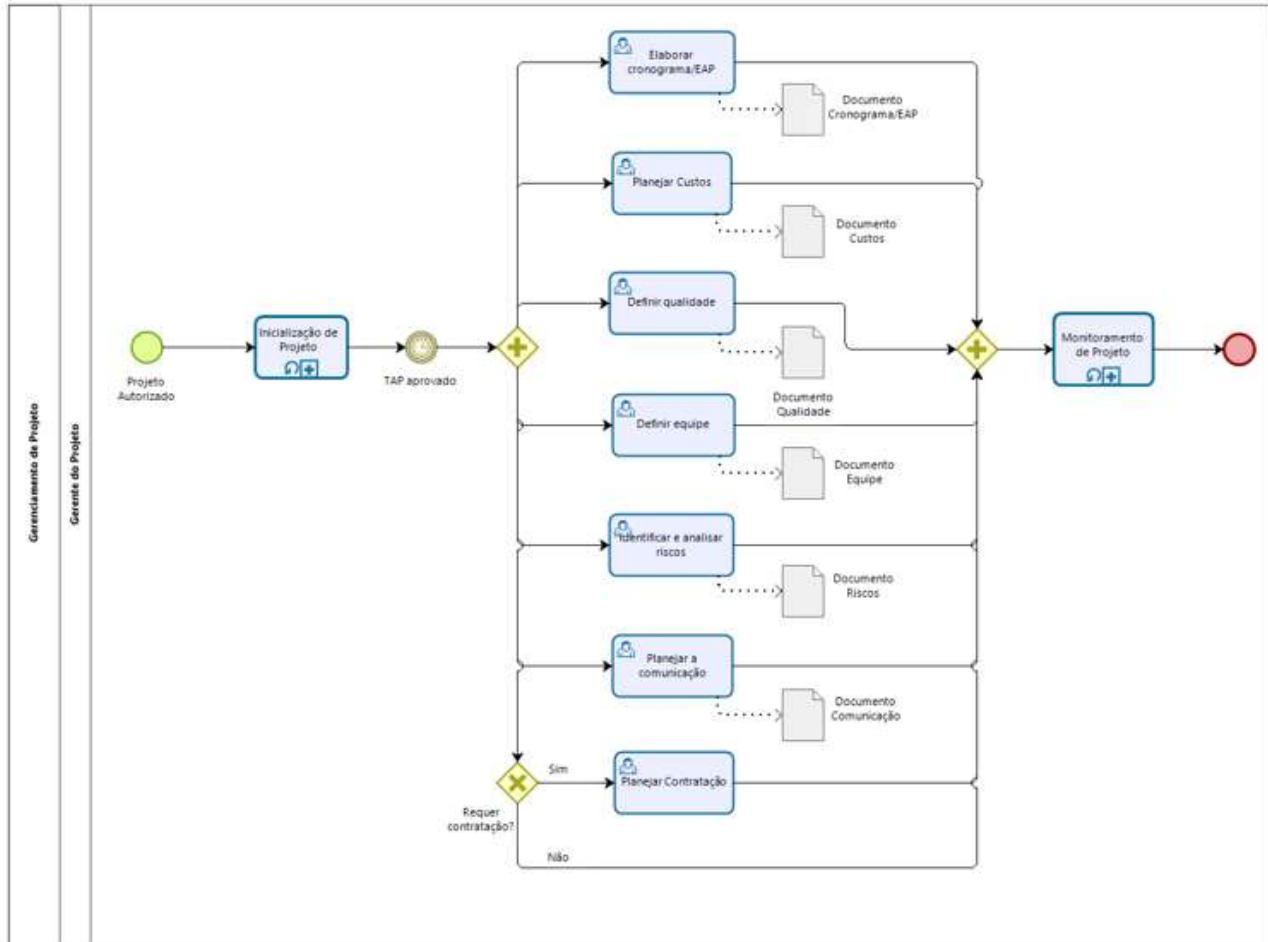 Gerenciamento de Projeto
Gerente do Projeto
Projeto
Autorizado
Inicialização de
Projeto
TAP aprovado
Elaborar
cronograma/EAP
Documento
Cronograma/EAP
Planejar Custos
Documento
Custos
Definir qualidade
Documento
Qualidade
Definir equipe
Documento
Equipe
Identificar e analisar
riscos
Documento
Riscos
Planejar a
comunicação
Documento
Comunicação
Requer
contratação?
Sim
Planejar Contratação
Não
Monitoramento
de Projeto